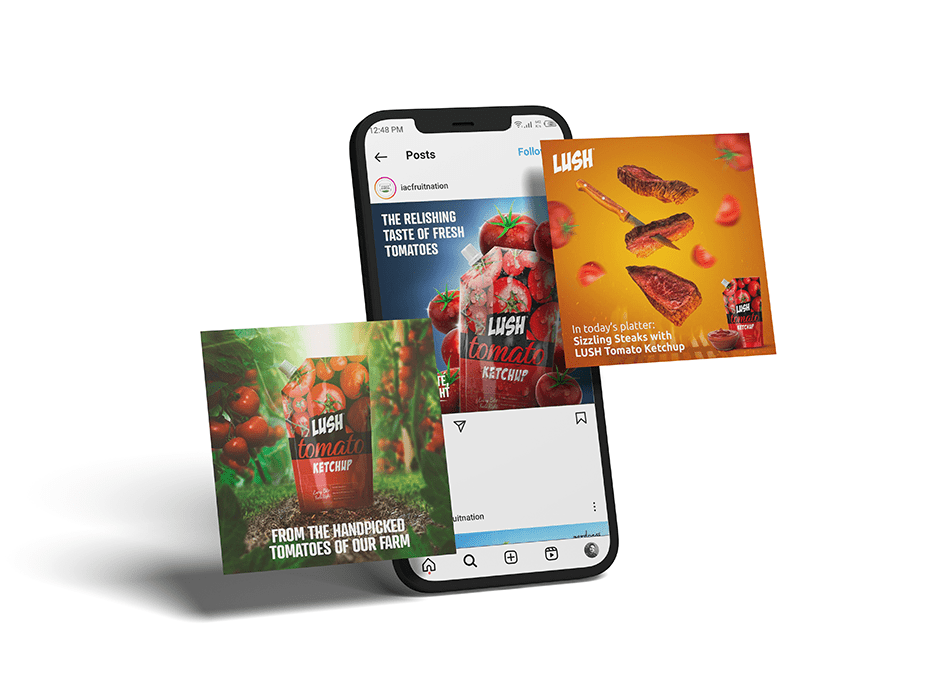 12:48 PM
Posts
Follow
iacfruitnation
THE RELISHING
TASTE OF FRESH
TOMATOES
LUSH
tomato
KETCHUP
LUSH
LUSH
tomato
KETCHUP
In today's platter:
Sizzling Steaks with
LUSH Tomato Ketchup
LUSH
tomato
KETCHUP
FROM THE HANDPICKED
TOMATOES OF OUR FARM
uitnation